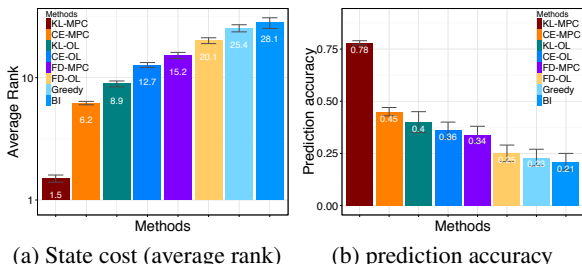 Methods
KL-MPC
CE-MPC
KL-OL
CE-OL
FD-MPC
FD-OL
Greedy
BI
Average Rank
10
1
1.5
6.2
8.9
12.7
15.2
20.1
25.4
28.1
Methods
(a) State cost (average rank)
Methods
KL-MPC
CE-MPC
KL-OL
CE-OL
FD-MPC
FD-OL
Greedy
BI
Prediction accuracy
0.75
0.50
0.25
0.00
0.78
0.45
0.4
0.36
0.34
0.23
0.21
Methods
(b) prediction accuracy